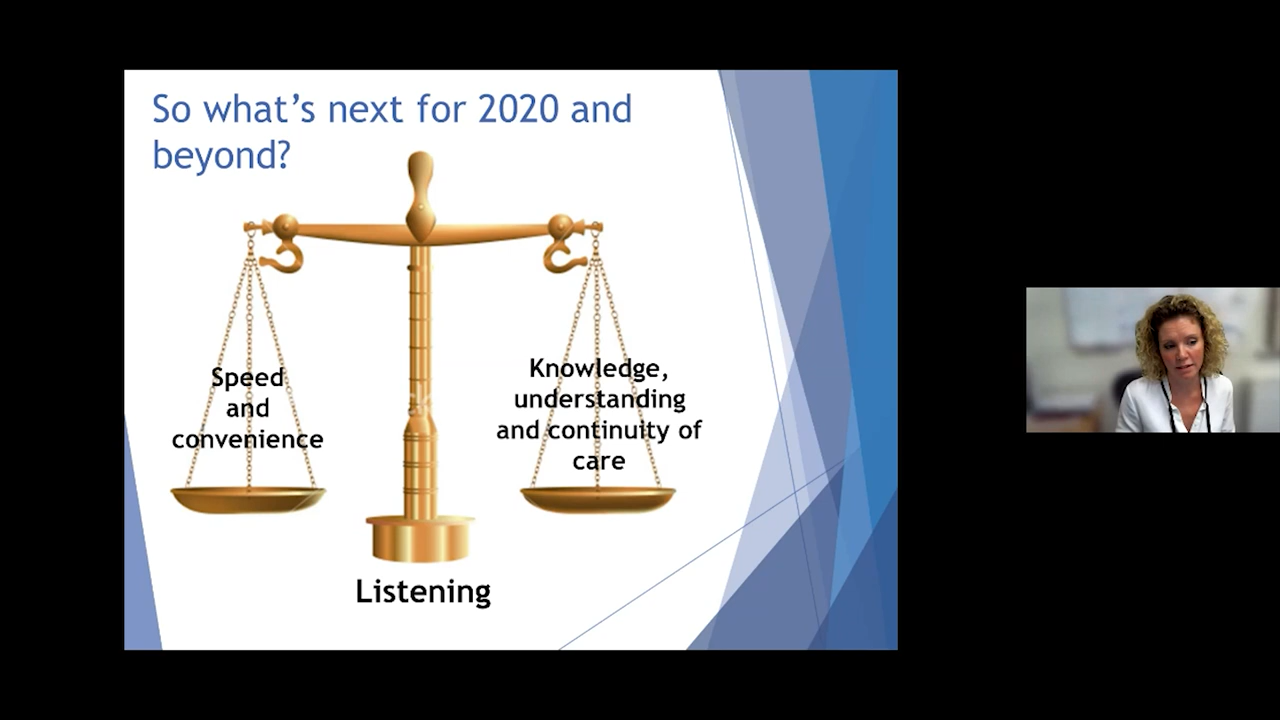 So what’s next for 2020 and
beyond?
Speed
and
convenience
Knowledge,
understanding
and continuity of
care
Listening